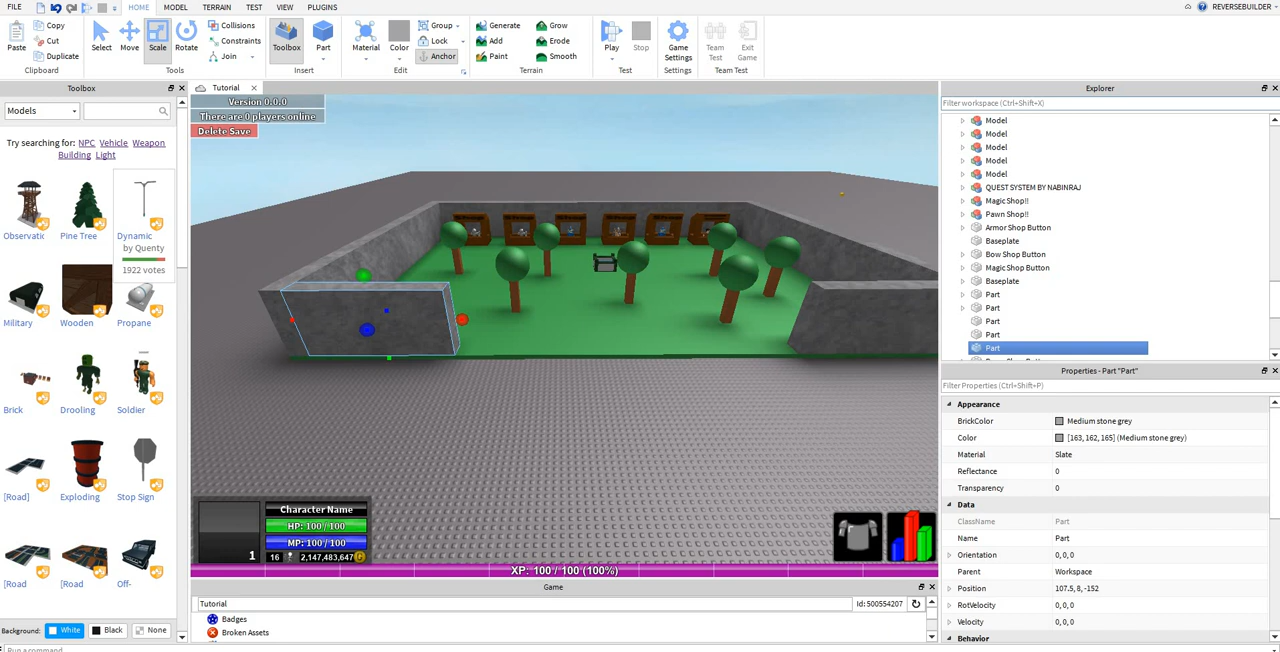 FILE HOME MODEL TERRAIN TEST VIEW PLUGINS REVERSEBUILDER
Paste Copy Cut Duplicate Clipboard
Select Move Scale Rotate Collisions Constraints Join Tools
Toolbox Part Insert
Material Color Group Lock Anchor Edit
Generate Add Paint Grow Erode Smooth Terrain
Play Stop Test
Game Settings Settings
Team Test Exit Game Team Test
Toolbox
Models
Try searching for: NPC Vehicle Weapon
Building Light
Observatic Pine Tree Dynamic
by Quenty
1922 votes
Military Wooden Propane
Brick Drooling Soldier
[Road] Exploding Stop Sign
[Road [Road Off-
Background: White Black None
Run a command
Tutorial
Version 0.0.0
There are 0 players online
Delete Save
Character Name
HP: 100 / 100
MP: 100 / 100
1 16 2,147,483,647
XP: 100 / 100 (100%)
Game
Tutorial Id:500554207
Badges
Broken Assets
Explorer
Filter workspace (Ctrl+Shift+X)
Model
Model
Model
Model
Model
QUEST SYSTEM BY NABINRAJ
Magic Shop!!
Pawn Shop!!
Armor Shop Button
Baseplate
Bow Shop Button
Magic Shop Button
Baseplate
Part
Part
Part
Part
Part
Properties - Part "Part"
Filter Properties (Ctrl+Shift+P)
Appearance
BrickColor Medium stone grey
Color [163, 162, 165] (Medium stone grey)
Material Slate
Reflectance 0
Transparency 0
Data
ClassName Part
Name Part
Orientation 0, 0, 0
Parent Workspace
Position 107.5, 8, -152
RotVelocity 0, 0, 0
Velocity 0, 0, 0
Behavior